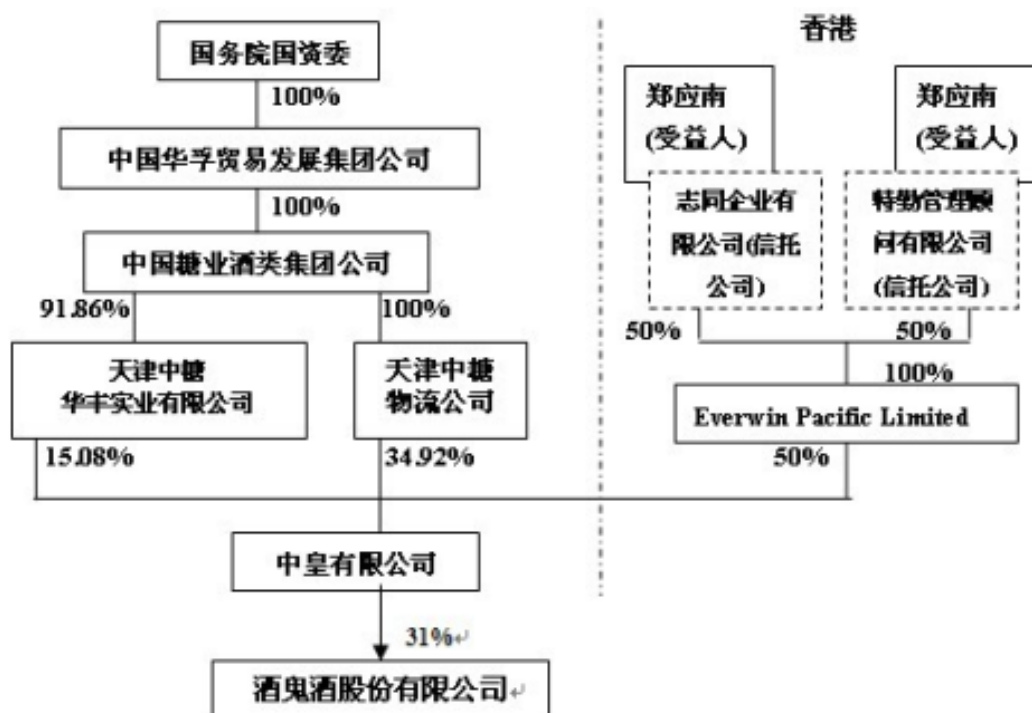 国务院国资委
100%
中国华孚贸易发展集团公司
100%
中国糖业酒类集团公司
91.86%
100%
天津中糖
华丰实业有限公司
天津中糖
物流公司
15.08%
34.92%
香港
郑应南
(受益人)
郑应南
(受益人)
志同企业有
限公司(信托
公司)
特勤管理顾
问有限公司
(信托公司)
50%
50%
100%
Everwin Pacific Limited
50%
中皇有限公司
31%↵
酒鬼酒股份有限公司↵